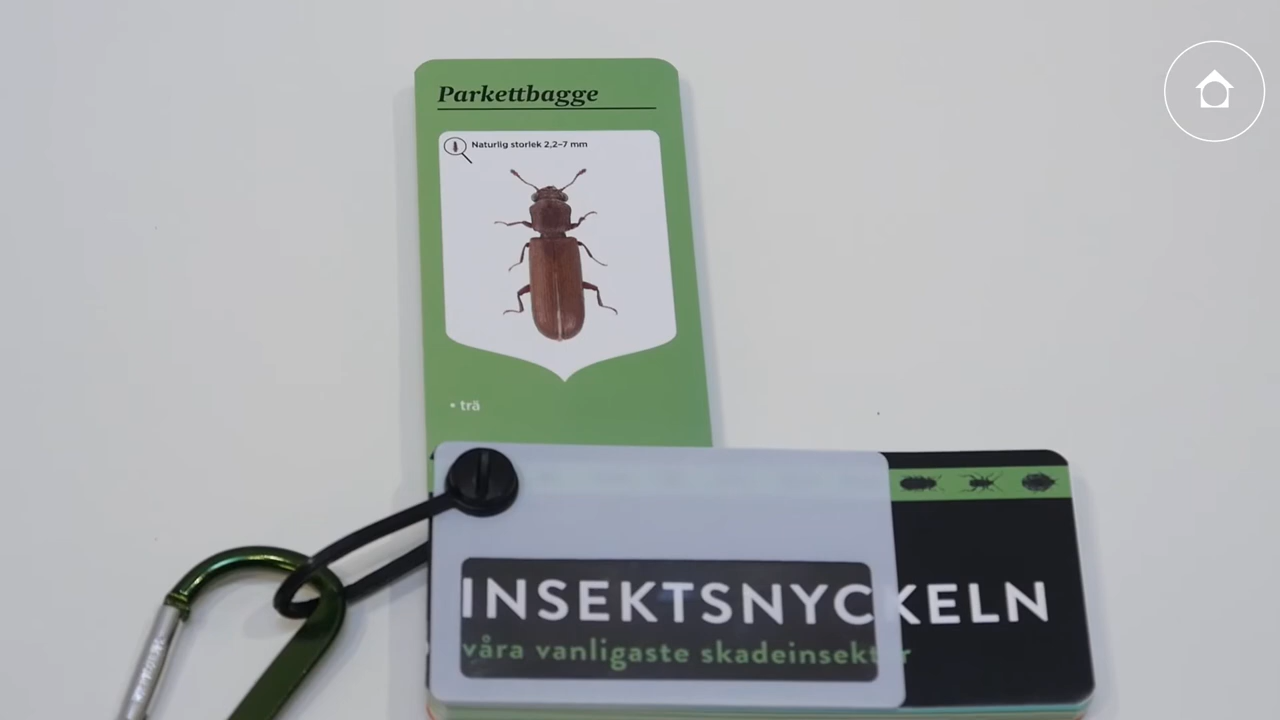 Parkettbagge
Naturlig storlek 2,2–7 mm
• trä
INSEKTSNYCKELN
våra vanligaste skadeinsekter